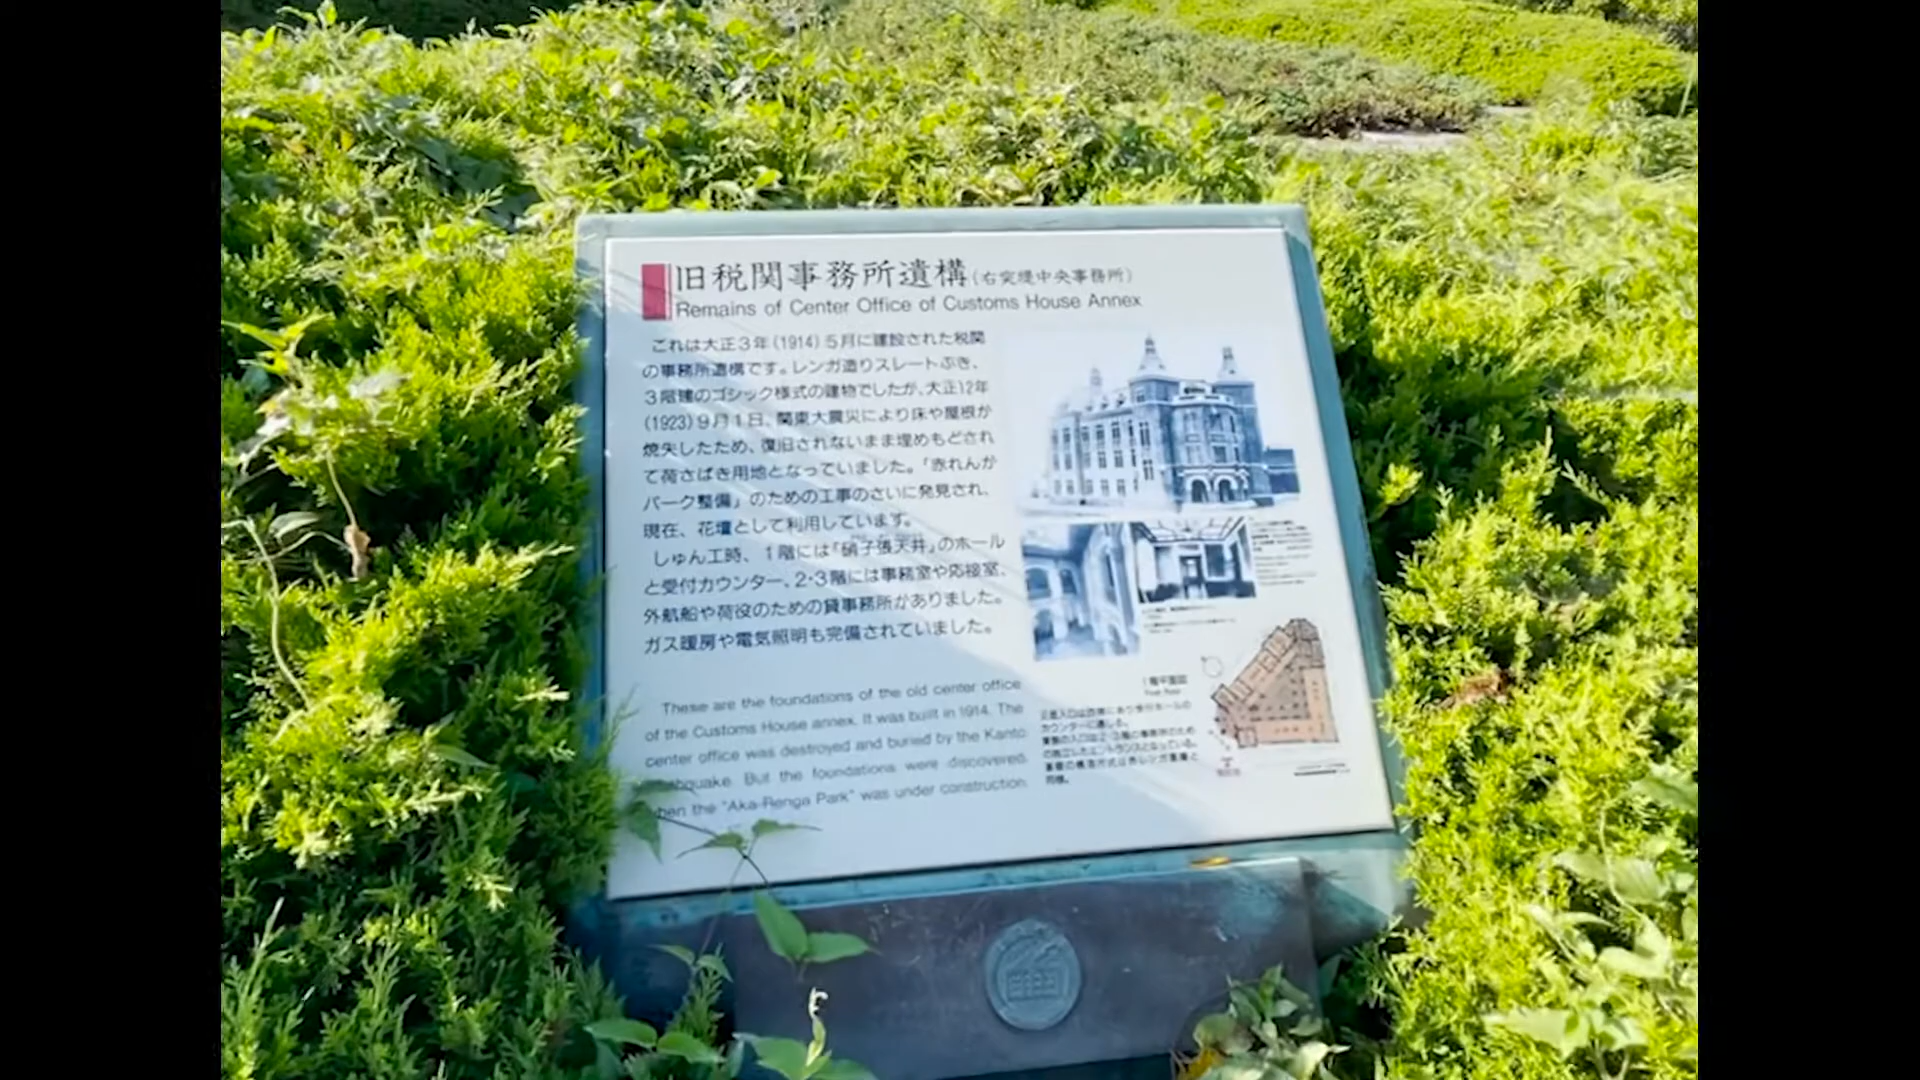 旧税関事務所遺構(右突堤中央事務所)
Remains of Center Office of Customs House Annex
これは大正3年(1914)5月に建設された税関
の事務所遺構です。レンガ造りスレートぶき、
3階建のゴシック様式の建物でしたが、大正12年
(1923)9月1日、関東大震災により床や屋根が
焼失したため、復旧されないまま埋めもどされ
て荷さばき用地となっていました。「赤れんが
パーク整備」のための工事のさいに発見され、
現在、花壇として利用しています。
しゅん工時、1階には「硝子張天井」のホール
と受付カウンター、2・3階には事務室や応接室、
外航船や荷役のための貸事務所がありました。
ガス暖房や電気照明も完備されていました。
These are the foundations of the old center office
of the Customs House annex. It was built in 1914. The
center office was destroyed and buried by the Kanto
But the foundations were discovered
the "Aka-Renga Park" was under construction.
1階平面図
First floor